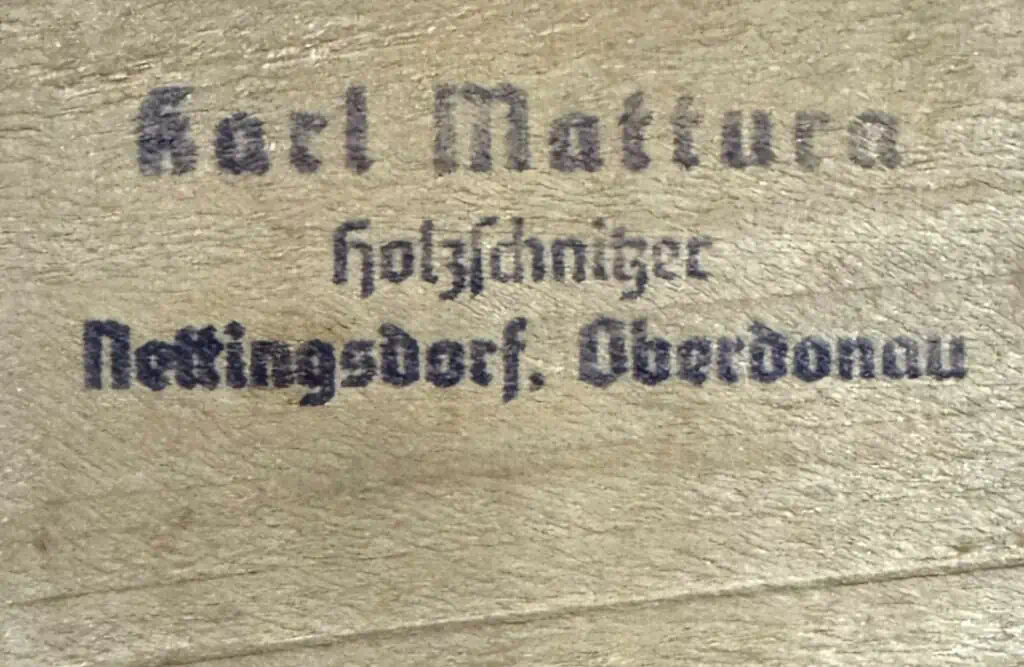 Karl Mattura
Holzſchnitzer
Nettingsdorf. Oberdonau